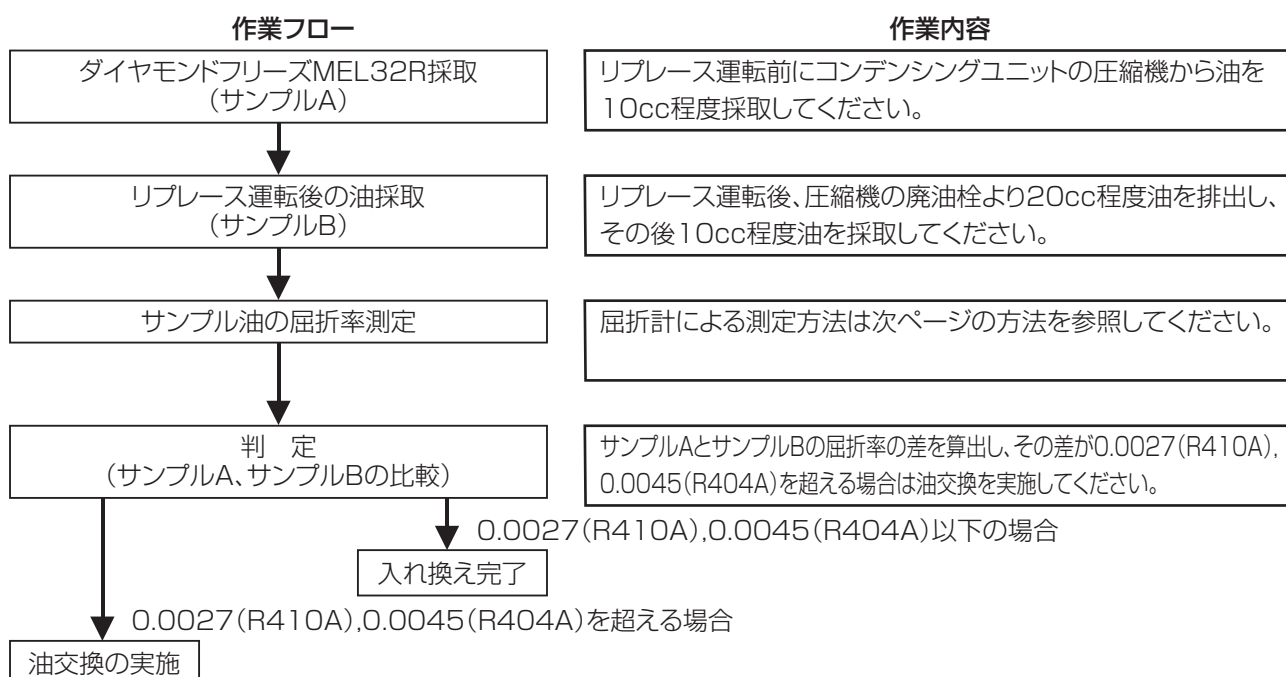 作業フロー
作業内容
ダイヤモンドフリーズMEL32R採取
（サンプルA）
リプレース運転前にコンデンシングユニットの圧縮機から油を
10cc程度採取してください。
リプレース運転後の油採取
（サンプルB）
リプレース運転後、圧縮機の廃油栓より20cc程度油を排出し、
その後10cc程度油を採取してください。
サンプル油の屈折率測定
屈折計による測定方法は次ページの方法を参照してください。
判　定
（サンプルA、サンプルBの比較）
サンプルAとサンプルBの屈折率の差を算出し、その差が0.0027(R410A),
0.0045(R404A)を超える場合は油交換を実施してください。
0.0027(R410A),0.0045(R404A)以下の場合
入れ換え完了
0.0027(R410A),0.0045(R404A)を超える場合
油交換の実施